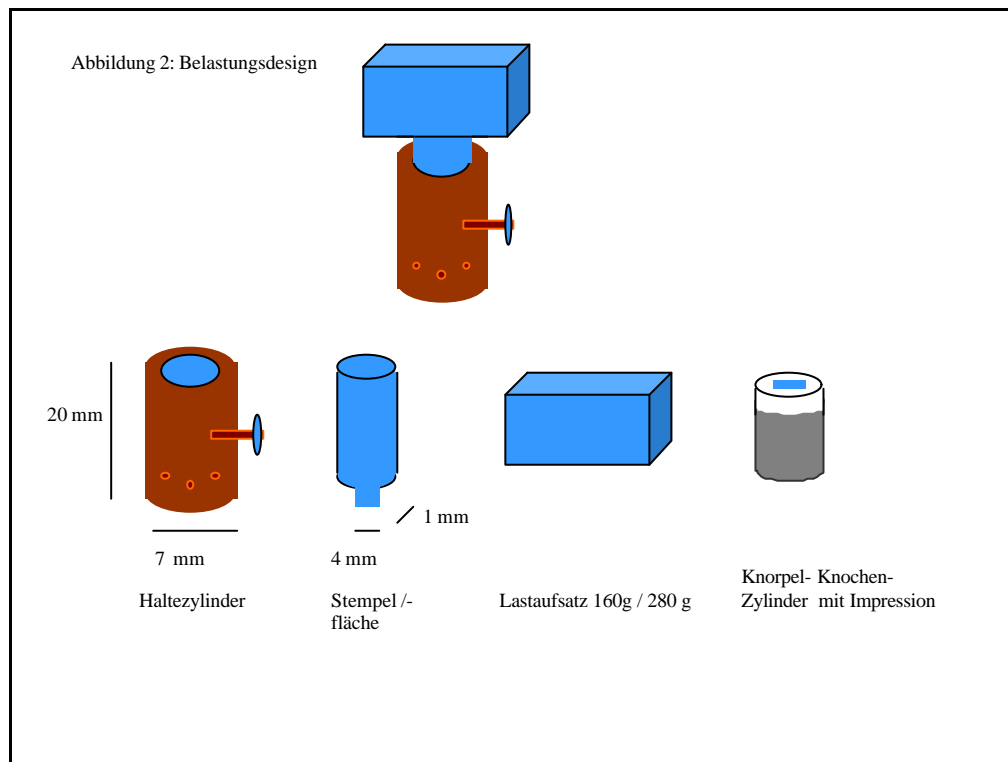 Abbildung 2: Belastungsdesign
20 mm
1 mm
7 mm
4 mm
Haltezylinder
Stempel /-
fläche
Lastaufsatz 160g / 280 g
Knorpel- Knochen-
Zylinder mit Impression